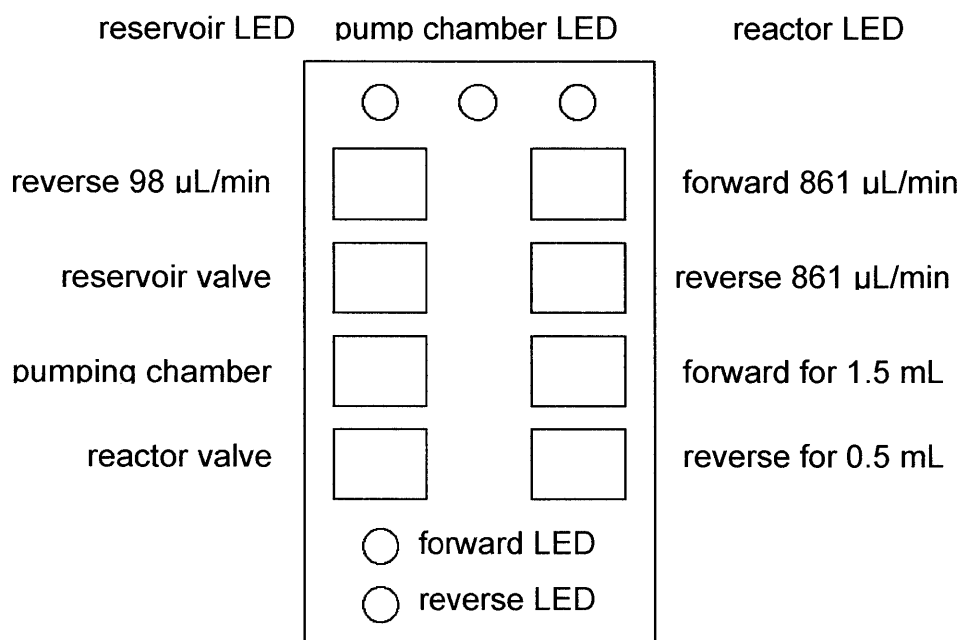 reservoir LED pump chamber LED reactor LED
reverse 98 µL/min forward 861 µL/min
reservoir valve reverse 861 µL/min
pumping chamber forward for 1.5 mL
reactor valve reverse for 0.5 mL
forward LED
reverse LED